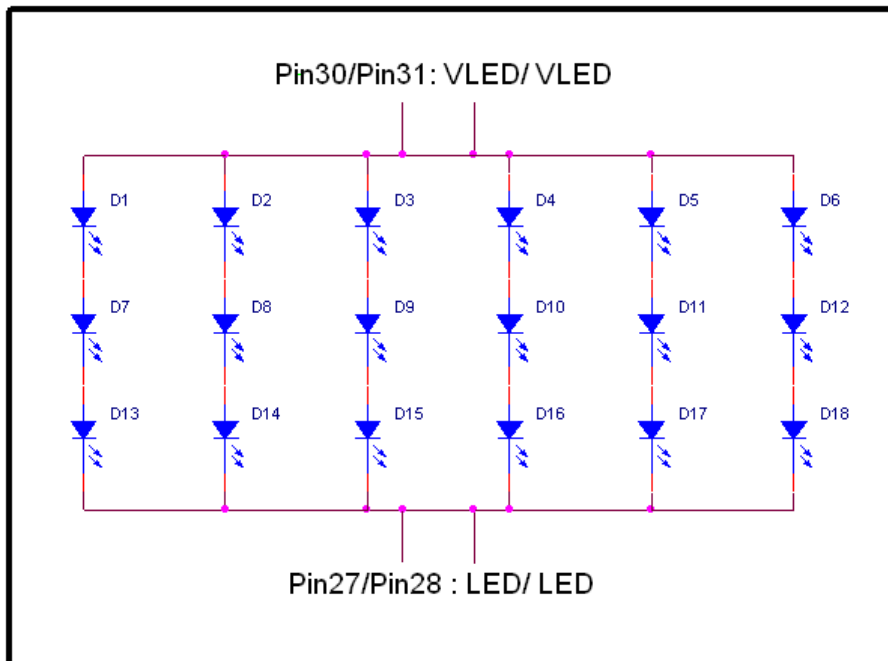 Pin30/Pin31: VLED/ VLED
D1 D2 D3 D4 D5 D6
D7 D8 D9 D10 D11 D12
D13 D14 D15 D16 D17 D18
Pin27/Pin28 : LED/ LED